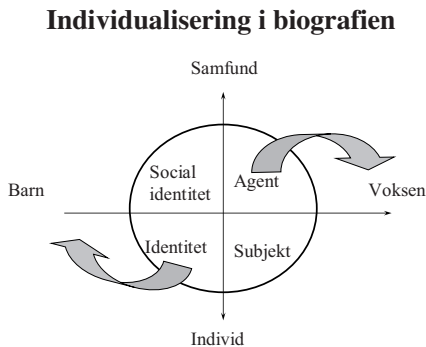 Individualisering i biografien
Samfund
Social
identitet
Agent
Barn
Voksen
Identitet
Subjekt
Individ